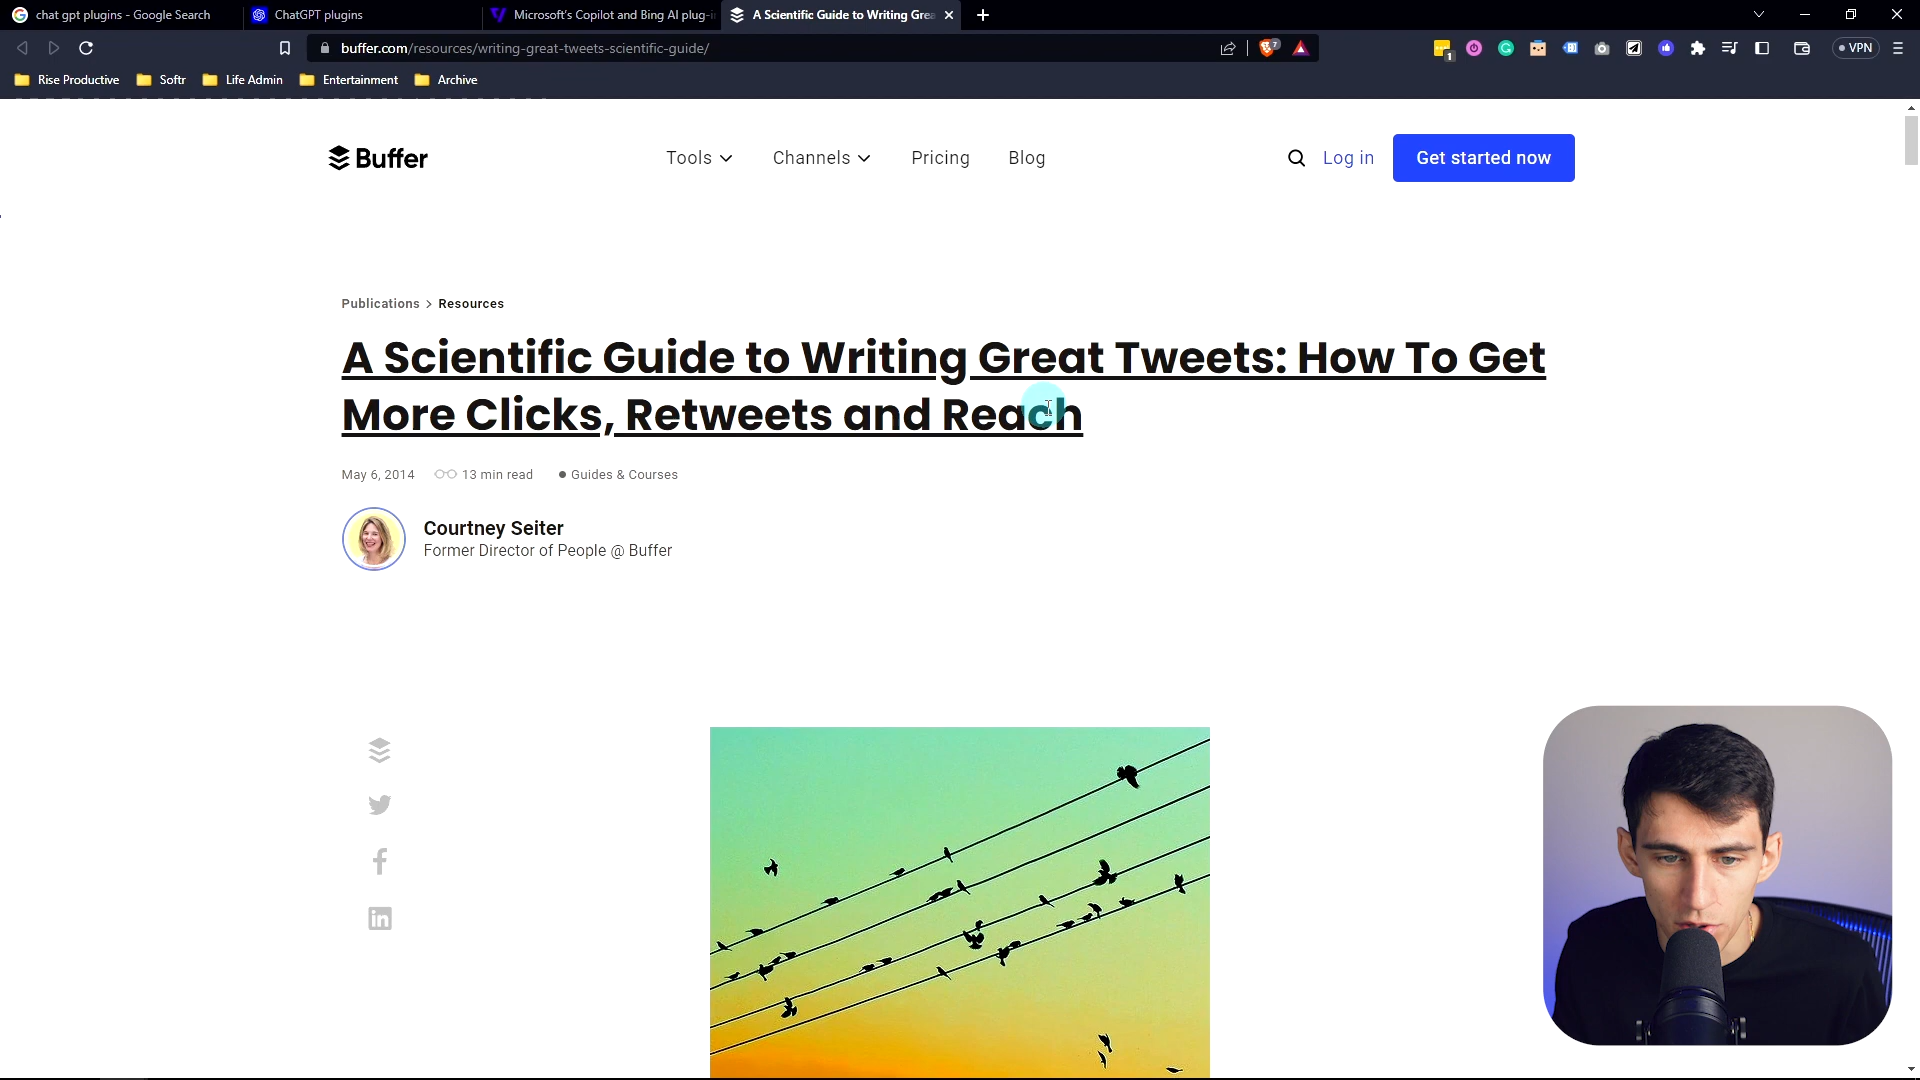 chat gpt plugins - Google Search
ChatGPT plugins
Microsoft's Copilot and Bing AI plug-i
A Scientific Guide to Writing Grea
buffer.com/resources/writing-great-tweets-scientific-guide/
7
1
VPN
Rise Productive
Softr
Life Admin
Entertainment
Archive
Buffer
Tools
Channels
Pricing
Blog
Log in
Get started now
Publications > Resources
A Scientific Guide to Writing Great Tweets: How To Get
More Clicks, Retweets and Reach
May 6, 2014
13 min read
Guides & Courses
Courtney Seiter
Former Director of People @ Buffer